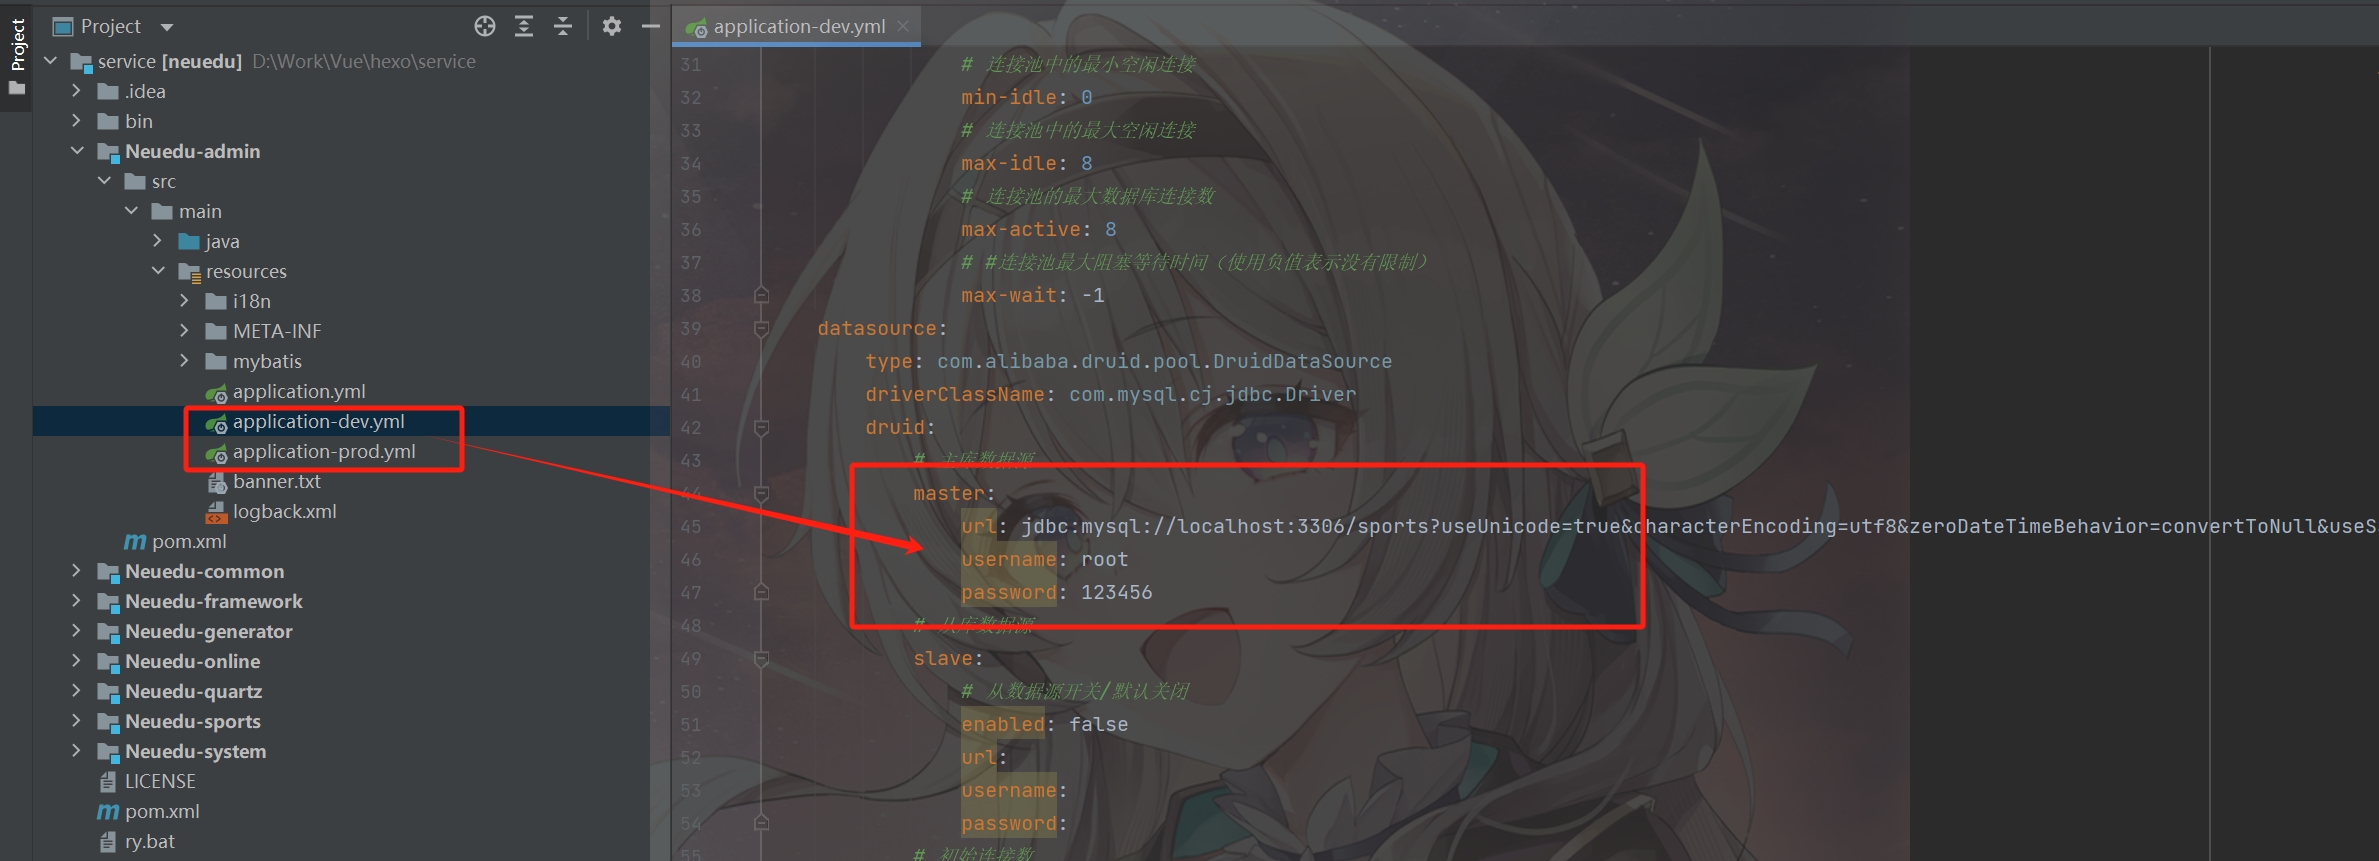 Project
Project
service [neuedu] D:\Work\Vue\hexo\service
.idea
bin
Neuedu-admin
src
main
java
resources
i18n
META-INF
mybatis
application.yml
application-dev.yml
application-prod.yml
banner.txt
logback.xml
pom.xml
Neuedu-common
Neuedu-framework
Neuedu-generator
Neuedu-online
Neuedu-quartz
Neuedu-sports
Neuedu-system
LICENSE
pom.xml
ry.bat
application-dev.yml
31 # 连接池中的最小空闲连接
32 min-idle: 0
33 # 连接池中的最大空闲连接
34 max-idle: 8
35 # 连接池的最大数据库连接数
36 max-active: 8
37 # #连接池最大阻塞等待时间（使用负值表示没有限制）
38 max-wait: -1
39 datasource:
40 type: com.alibaba.druid.pool.DruidDataSource
41 driverClassName: com.mysql.cj.jdbc.Driver
42 druid:
43 # 主库数据源
44 master:
45 url: jdbc:mysql://localhost:3306/sports?useUnicode=true&characterEncoding=utf8&zeroDateTimeBehavior=convertToNull&useS
46 username: root
47 password: 123456
48 # 从库数据源
49 slave:
50 # 从数据源开关/默认关闭
51 enabled: false
52 url:
53 username:
54 password:
55 # 初始连接数